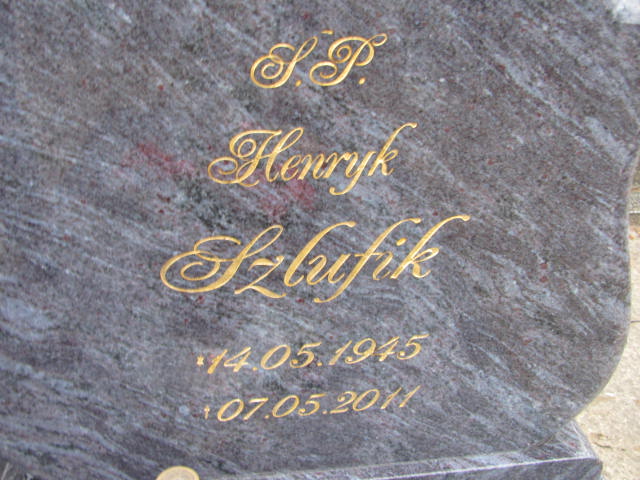 Ś.P.
Henryk
Szlufik
*14.05.1945
†07.05.2011